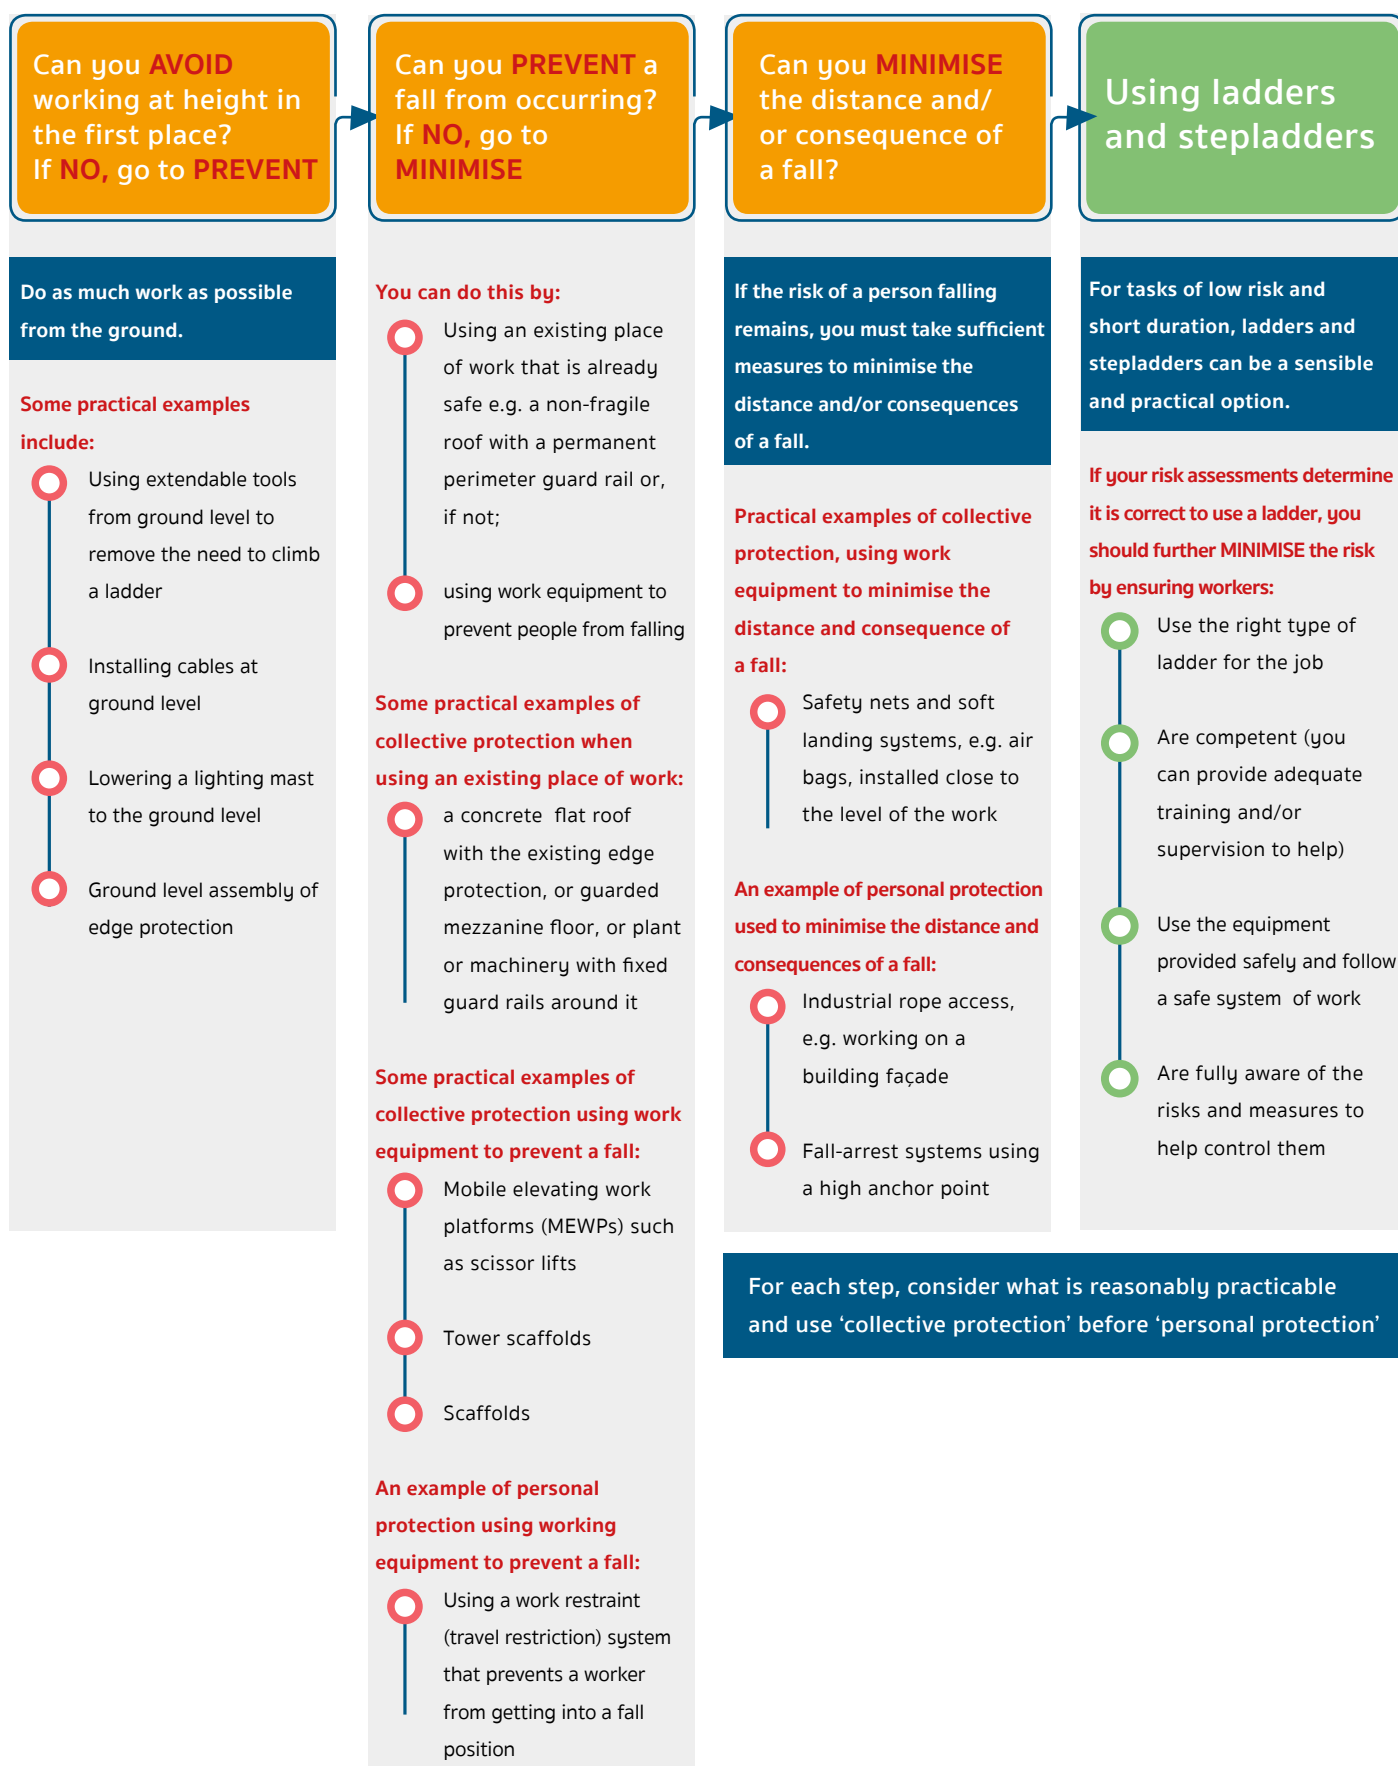 Can you AVOID
working at height in
the first place?
If NO, go to PREVENT
Do as much work as possible
from the ground.
Some practical examples
include:
Using extendable tools
from ground level to
remove the need to climb
a ladder
Installing cables at
ground level
Lowering a lighting mast
to the ground level
Ground level assembly of
edge protection
Can you PREVENT a
fall from occurring?
If NO, go to
MINIMISE
You can do this by:
Using an existing place
of work that is already
safe e.g. a non-fragile
roof with a permanent
perimeter guard rail or,
if not;
using work equipment to
prevent people from falling
Some practical examples of
collective protection when
using an existing place of work:
a concrete  flat roof
with the existing edge
protection, or guarded
mezzanine floor, or plant
or machinery with fixed
guard rails around it
Some practical examples of
collective protection using work
equipment to prevent a fall:
Mobile elevating work
platforms (MEWPs) such
as scissor lifts
Tower scaffolds
Scaffolds
An example of personal
protection using working
equipment to prevent a fall:
Using a work restraint
(travel restriction) system
that prevents a worker
from getting into a fall
position
Can you MINIMISE
the distance and/
or consequence of
a fall?
If the risk of a person falling
remains, you must take sufficient
measures to minimise the
distance and/or consequences
of a fall.
Practical examples of collective
protection, using work
equipment to minimise the
distance and consequence of
a fall:
Safety nets and soft
landing systems, e.g. air
bags, installed close to
the level of the work
An example of personal protection
used to minimise the distance and
consequences of a fall:
Industrial rope access,
e.g. working on a
building façade
Fall-arrest systems using
a high anchor point
Using ladders
and stepladders
For tasks of low risk and
short duration, ladders and
stepladders can be a sensible
and practical option.
If your risk assessments determine
it is correct to use a ladder, you
should further MINIMISE the risk
by ensuring workers:
Use the right type of
ladder for the job
Are competent (you
can provide adequate
training and/or
supervision to help)
Use the equipment
provided safely and follow
a safe system  of work
Are fully aware of the
risks and measures to
help control them
For each step, consider what is reasonably practicable
and use ‘collective protection’ before ‘personal protection’